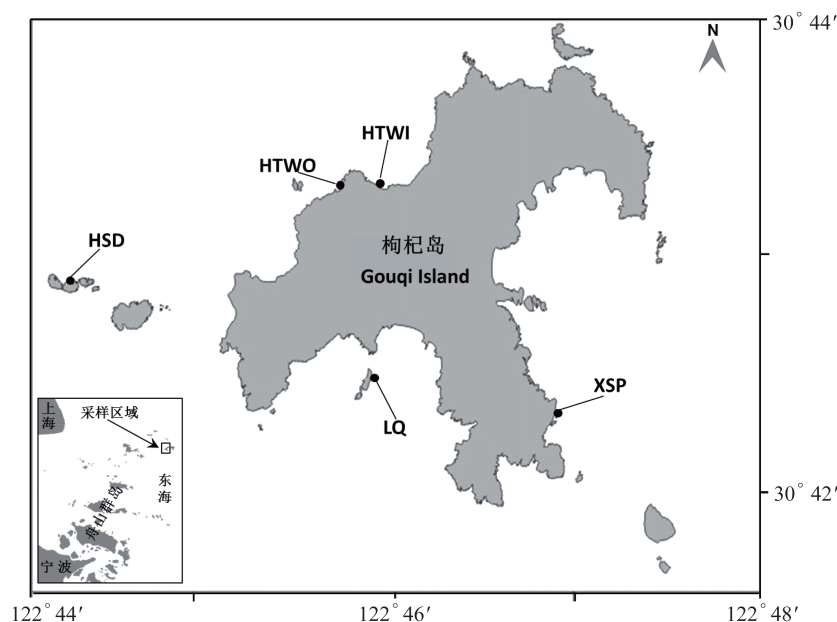 30° 44′
N
HTWI
HTWO
HSD
枸杞岛
Gouqi Island
XSP
LQ
上海
采样区域
东海
舟山群岛
宁波
30° 42′
122° 44′
122° 46′
122° 48′